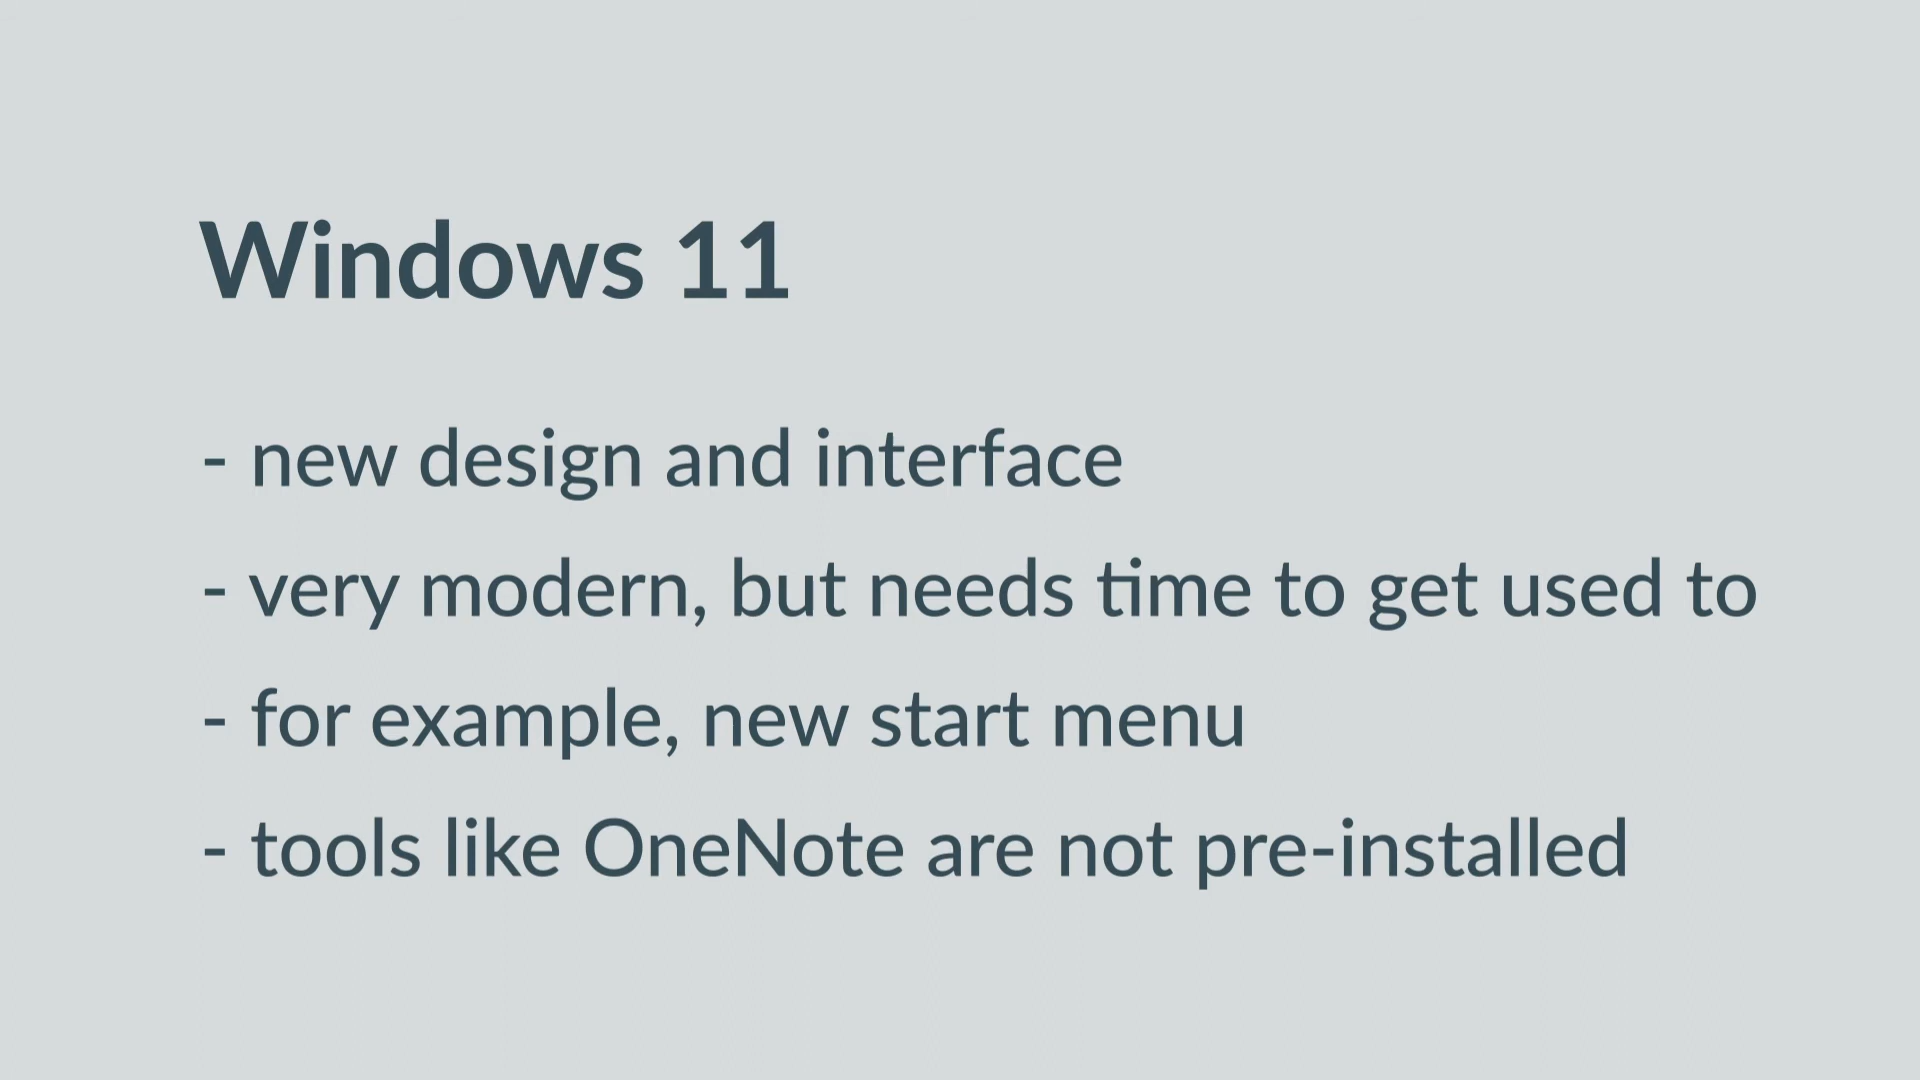 Windows 11
- new design and interface
- very modern, but needs time to get used to
- for example, new start menu
- tools like OneNote are not pre-installed